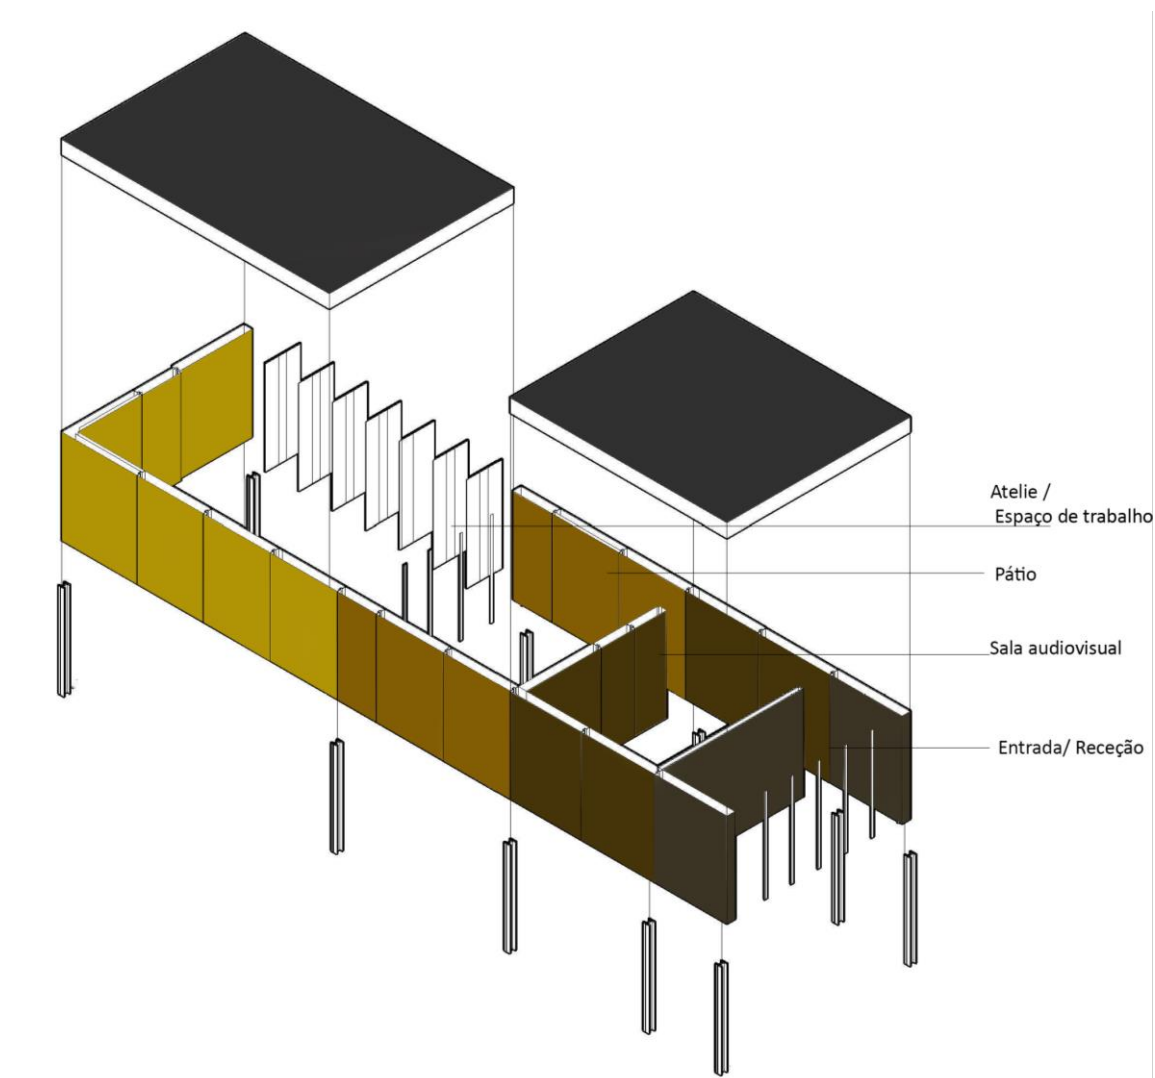 Atelie /
Espaço de trabalho
Pátio
Sala audiovisual
Entrada/ Receção